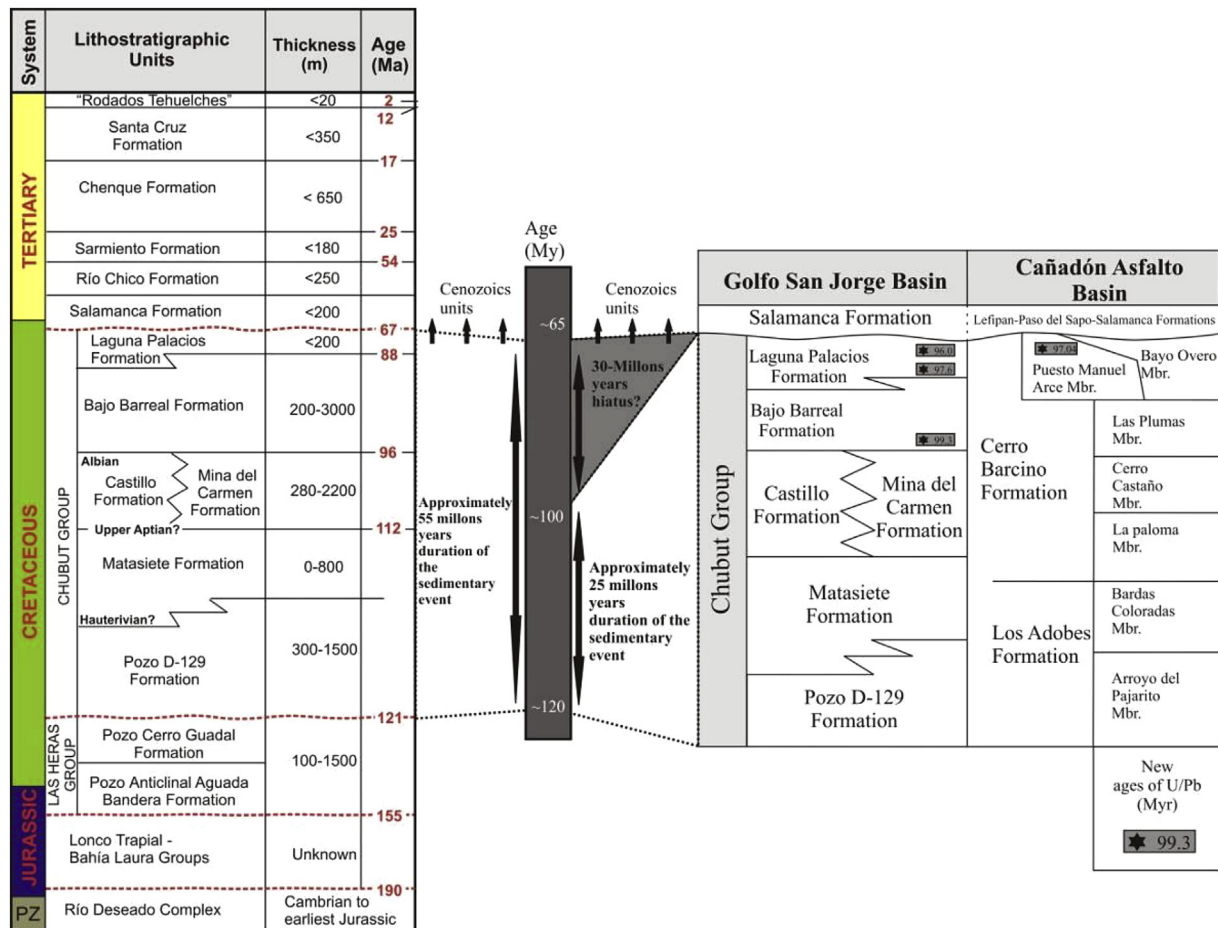 System
Lithostratigraphic
Units
Thickness
(m)
Age
(Ma)
TERTIARY
CRETACEOUS
JURASSIC
PZ
"Rodados Tehuelches"
<20
2
12
Santa Cruz
Formation
<350
17
Chenque Formation
< 650
25
Sarmiento Formation
<180
54
Río Chico Formation
<250
Salamanca Formation
<200
67
CHUBUT GROUP
Laguna Palacios
Formation
<200
88
Bajo Barreal Formation
200-3000
96
Albian
Castillo
Formation
Mina del
Carmen
Formation
280-2200
Upper Aptian?
112
Matasiete Formation
0-800
Hauterivian?
Pozo D-129
Formation
300-1500
121
LAS HERAS
GROUP
Pozo Cerro Guadal
Formation
100-1500
Pozo Anticlinal Aguada
Bandera Formation
155
Lonco Trapial -
Bahía Laura Groups
Unknown
190
Río Deseado Complex
Cambrian to
earliest Jurassic
Age
(My)
~65
~100
~120
Cenozoics
units
Cenozoics
units
30-Millons
years
hiatus?
Approximately
55 millons
years
duration of
the
sedimentary
event
Approximately
25 millons
years
duration of the
sedimentary
event
Golfo San Jorge Basin
Cañadón Asfalto
Basin
Salamanca Formation
Lefipan-Paso del Sapo-Salamanca Formations
Chubut Group
Laguna Palacios
Formation
96.0
97.6
Bajo Barreal
Formation
99.3
Castillo
Formation
Mina del
Carmen
Formation
Matasiete
Formation
Pozo D-129
Formation
97.04
Puesto Manuel
Arce Mbr.
Bayo Overo
Mbr.
Cerro
Barcino
Formation
Las Plumas
Mbr.
Cerro
Castaño
Mbr.
La paloma
Mbr.
Los Adobes
Formation
Bardas
Coloradas
Mbr.
Arroyo del
Pajarito
Mbr.
New
ages of U/Pb
(Myr)
99.3